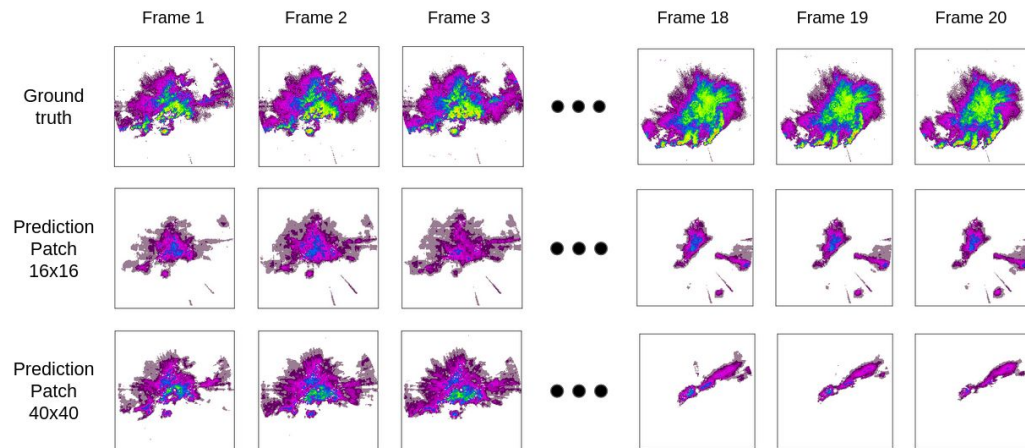 Frame 1
Frame 2
Frame 3
Frame 18
Frame 19
Frame 20
Ground
truth
Prediction
Patch
16x16
Prediction
Patch
40x40